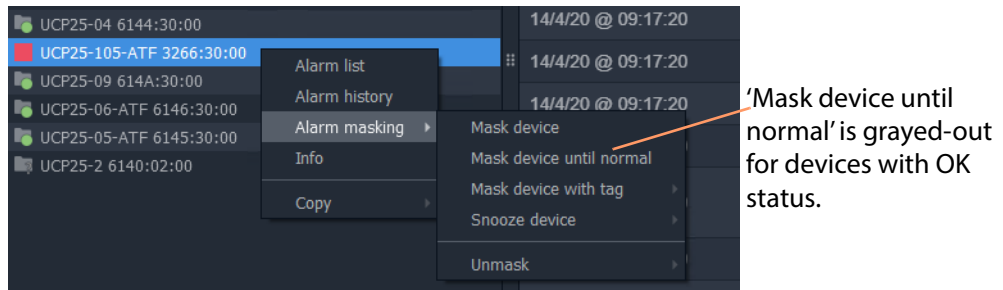 UCP25-04 6144:30:00
UCP25-105-ATF 3266:30:00
UCP25-09 614A:30:00
UCP25-06-ATF 6146:30:00
UCP25-05-ATF 6145:30:00
UCP25-2 6140:02:00
Alarm list
Alarm history
Alarm masking
Info
Copy
Mask device
Mask device until normal
Mask device with tag
Snooze device
Unmask
14/4/20 @ 09:17:20
14/4/20 @ 09:17:20
14/4/20 @ 09:17:20
‘Mask device until
normal’ is grayed-out
for devices with OK
status.